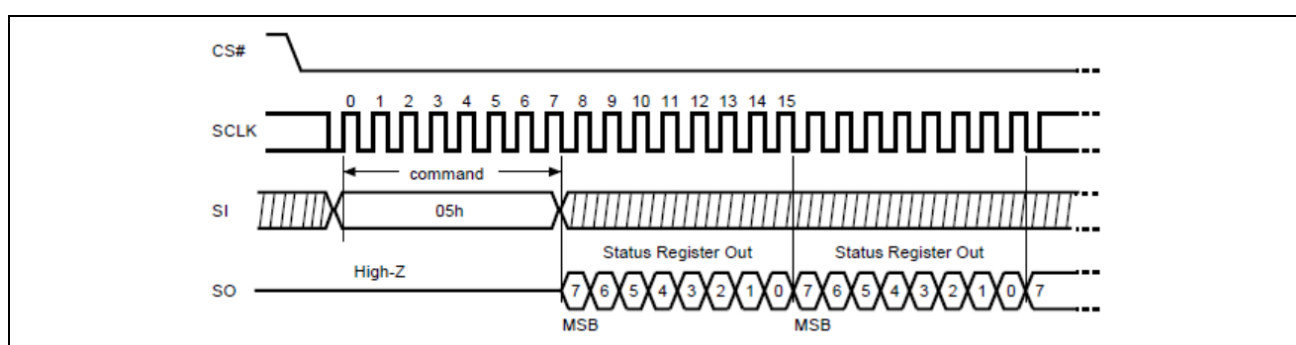 CS#
0 1 2 3 4 5 6 7 8 9 10 11 12 13 14 15
SCLK
command
SI 05h
Status Register Out Status Register Out
High-Z
SO 7 6 5 4 3 2 1 0 7 6 5 4 3 2 1 0 7
MSB MSB